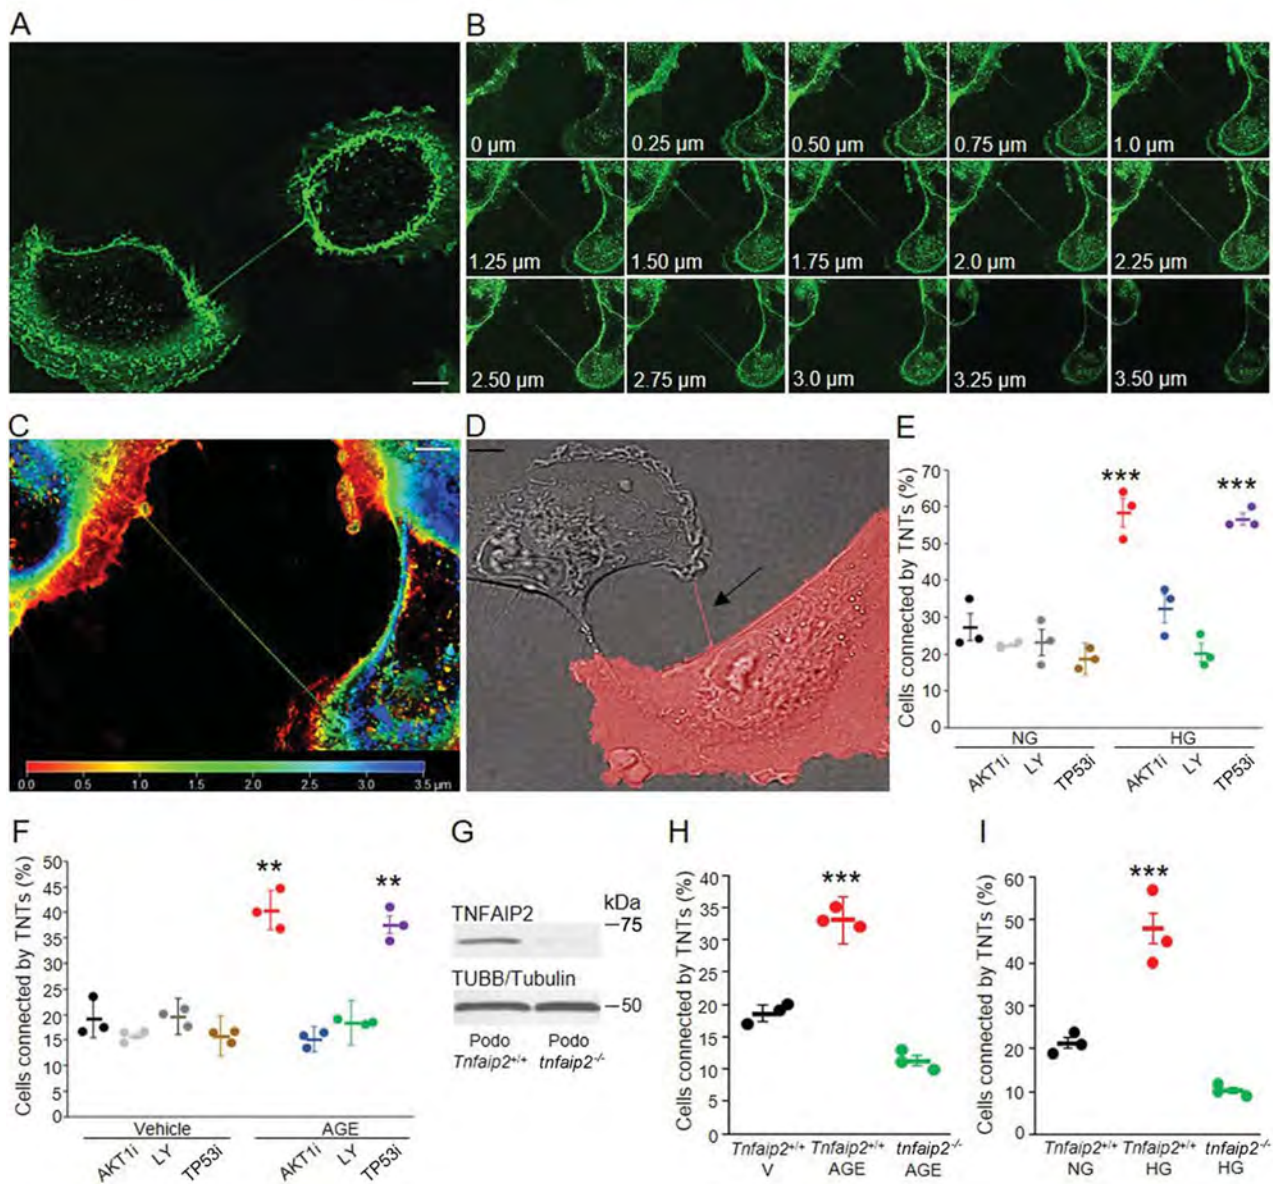 A
B
0 µm
0.25 µm
0.50 µm
0.75 µm
1.0 µm
1.25 µm
1.50 µm
1.75 µm
2.0 µm
2.25 µm
2.50 µm
2.75 µm
3.0 µm
3.25 µm
3.50 µm
C
0 0.5 1.0 1.5 2.0 2.5 3.0 3.5 µm
D
E
Cells connected by TNTs (%)
70
60
50
40
30
20
10
0
***
***
NG
HG
AKT1i
LY
TP53i
AKT1i
LY
TP53i
F
Cells connected by TNTs (%)
50
45
40
35
30
25
20
15
10
5
0
**
**
Vehicle
AGE
AKT1i
LY
TP53i
AKT1i
LY
TP53i
G
kDa
TNFAIP2
–75
TUBB/Tubulin
–50
Podo Podo
Tnfaip2+/+ tnfaip2-/-
H
Cells connected by TNTs (%)
40
35
30
25
20
15
10
5
0
***
Tnfaip2+/+ Tnfaip2+/+ tnfaip2-/-
V AGE AGE
I
Cells connected by TNTs (%)
60
50
40
30
20
10
0
***
Tnfaip2+/+ Tnfaip2+/+ tnfaip2-/-
NG HG HG